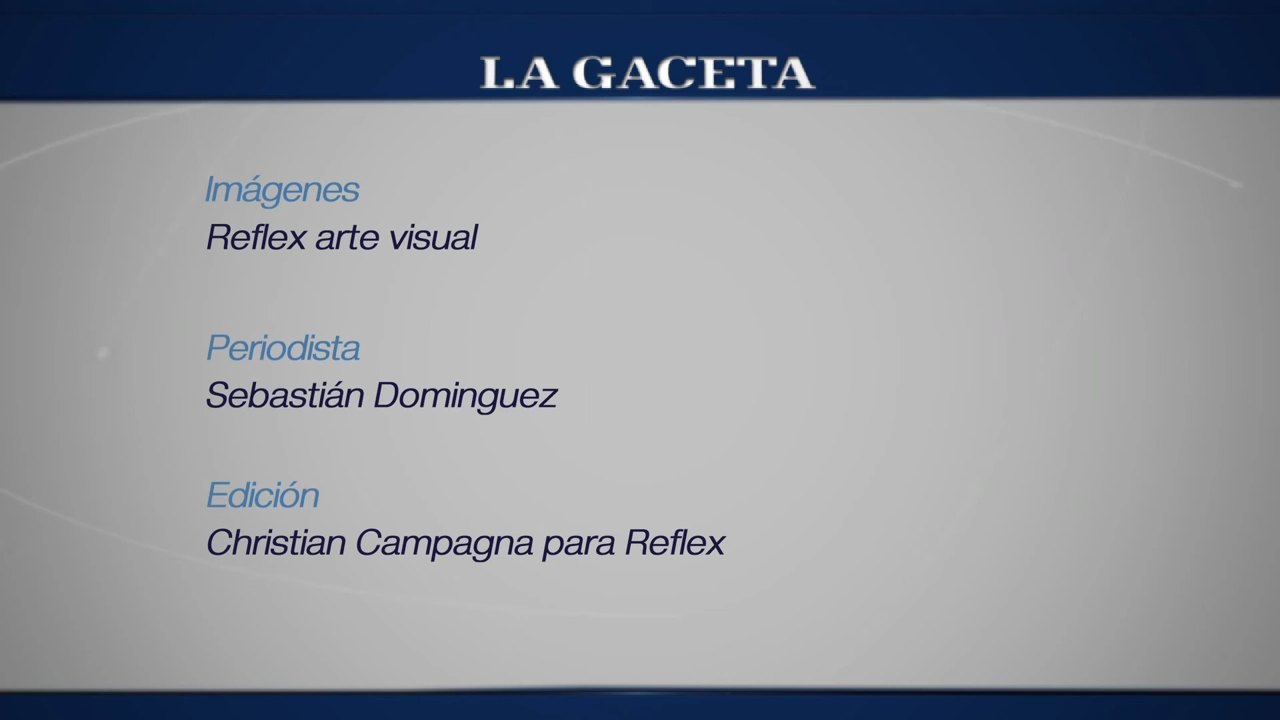 LA GACETA
Imágenes
Reflex arte visual
Periodista
Sebastián Dominguez
Edición
Christian Campagna para Reflex